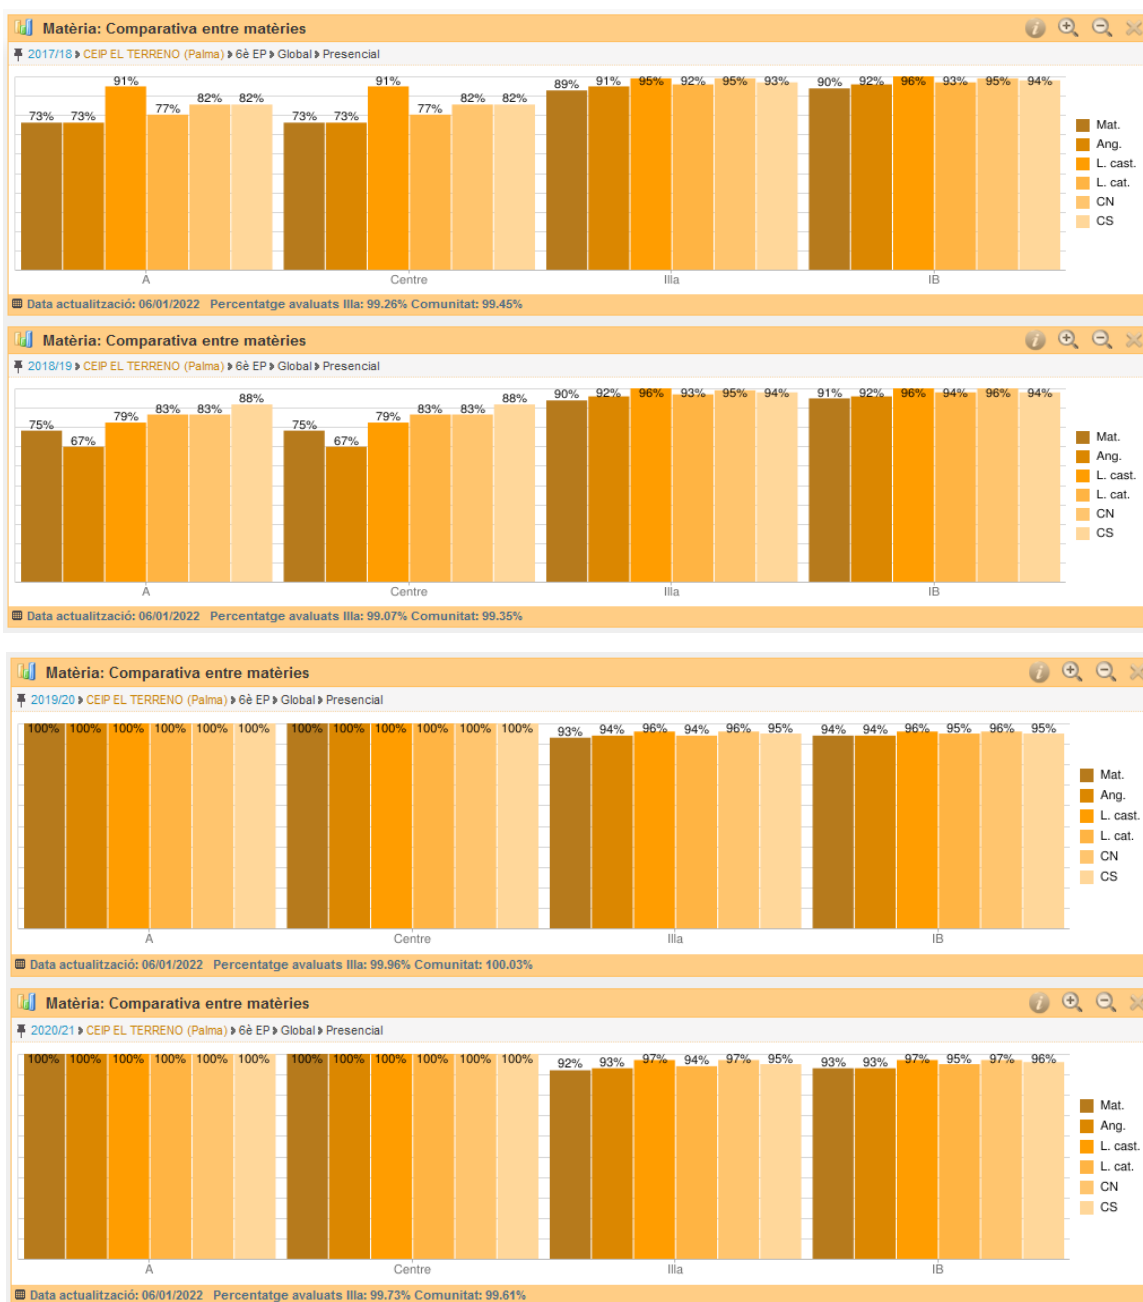 Matèria: Comparativa entre matèries
2017/18 CEIP EL TERRENO (Palma) 6è EP Global Presencial
73% 73% 91% 77% 82% 82% 73% 73% 91% 77% 82% 82% 89% 91% 95% 92% 95% 93% 90% 92% 96% 93% 95% 94%
Mat.
Ang.
L. cast.
L. cat.
CN
CS
A Centre Illa IB
Data actualització: 06/01/2022 Percentatge avaluats Illa: 99.26% Comunitat: 99.45%
Matèria: Comparativa entre matèries
2018/19 CEIP EL TERRENO (Palma) 6è EP Global Presencial
75% 67% 79% 83% 83% 88% 75% 67% 79% 83% 83% 88% 90% 92% 96% 93% 95% 94% 91% 92% 96% 94% 96% 94%
Mat.
Ang.
L. cast.
L. cat.
CN
CS
A Centre Illa IB
Data actualització: 06/01/2022 Percentatge avaluats Illa: 99.07% Comunitat: 99.35%
Matèria: Comparativa entre matèries
2019/20 CEIP EL TERRENO (Palma) 6è EP Global Presencial
100% 100% 100% 100% 100% 100% 100% 100% 100% 100% 100% 100% 93% 94% 96% 94% 96% 95% 94% 94% 96% 95% 96% 95%
Mat.
Ang.
L. cast.
L. cat.
CN
CS
A Centre Illa IB
Data actualització: 06/01/2022 Percentatge avaluats Illa: 99.96% Comunitat: 100.03%
Matèria: Comparativa entre matèries
2020/21 CEIP EL TERRENO (Palma) 6è EP Global Presencial
100% 100% 100% 100% 100% 100% 100% 100% 100% 100% 100% 100% 92% 93% 97% 94% 97% 95% 93% 93% 97% 95% 97% 96%
Mat.
Ang.
L. cast.
L. cat.
CN
CS
A Centre Illa IB
Data actualització: 06/01/2022 Percentatge avaluats Illa: 99.73% Comunitat: 99.61%